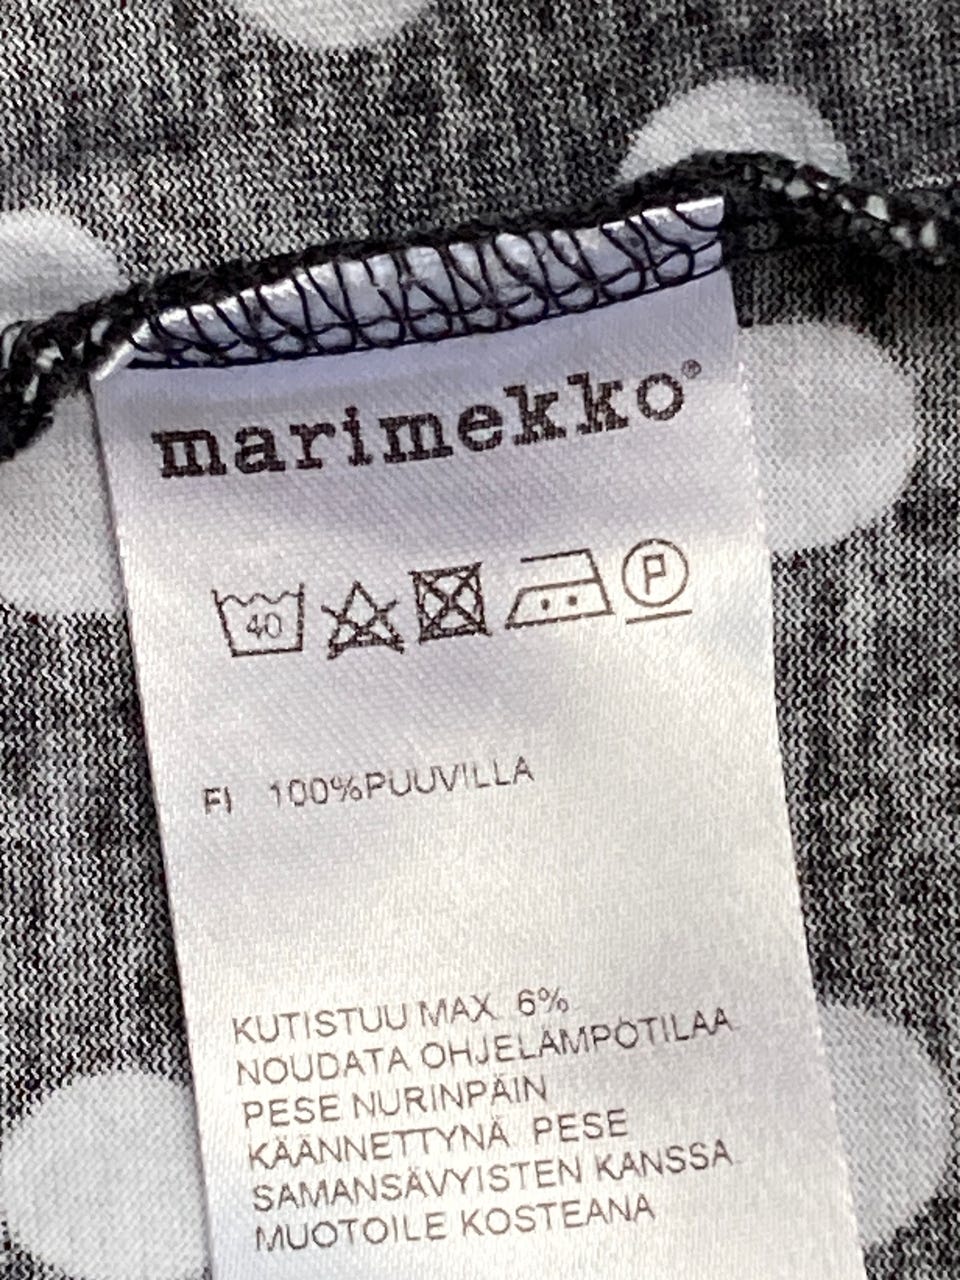 marimekko®
40 P
FI 100%PUUVILLA
KUTISTUU MAX 6%
NOUDATA OHJELÄMPÖTILAA
PESE NURINPÄIN
KÄÄNNETTYNÄ PESE
SAMANSÄVYISTEN KANSSA
MUOTOILE KOSTEANA